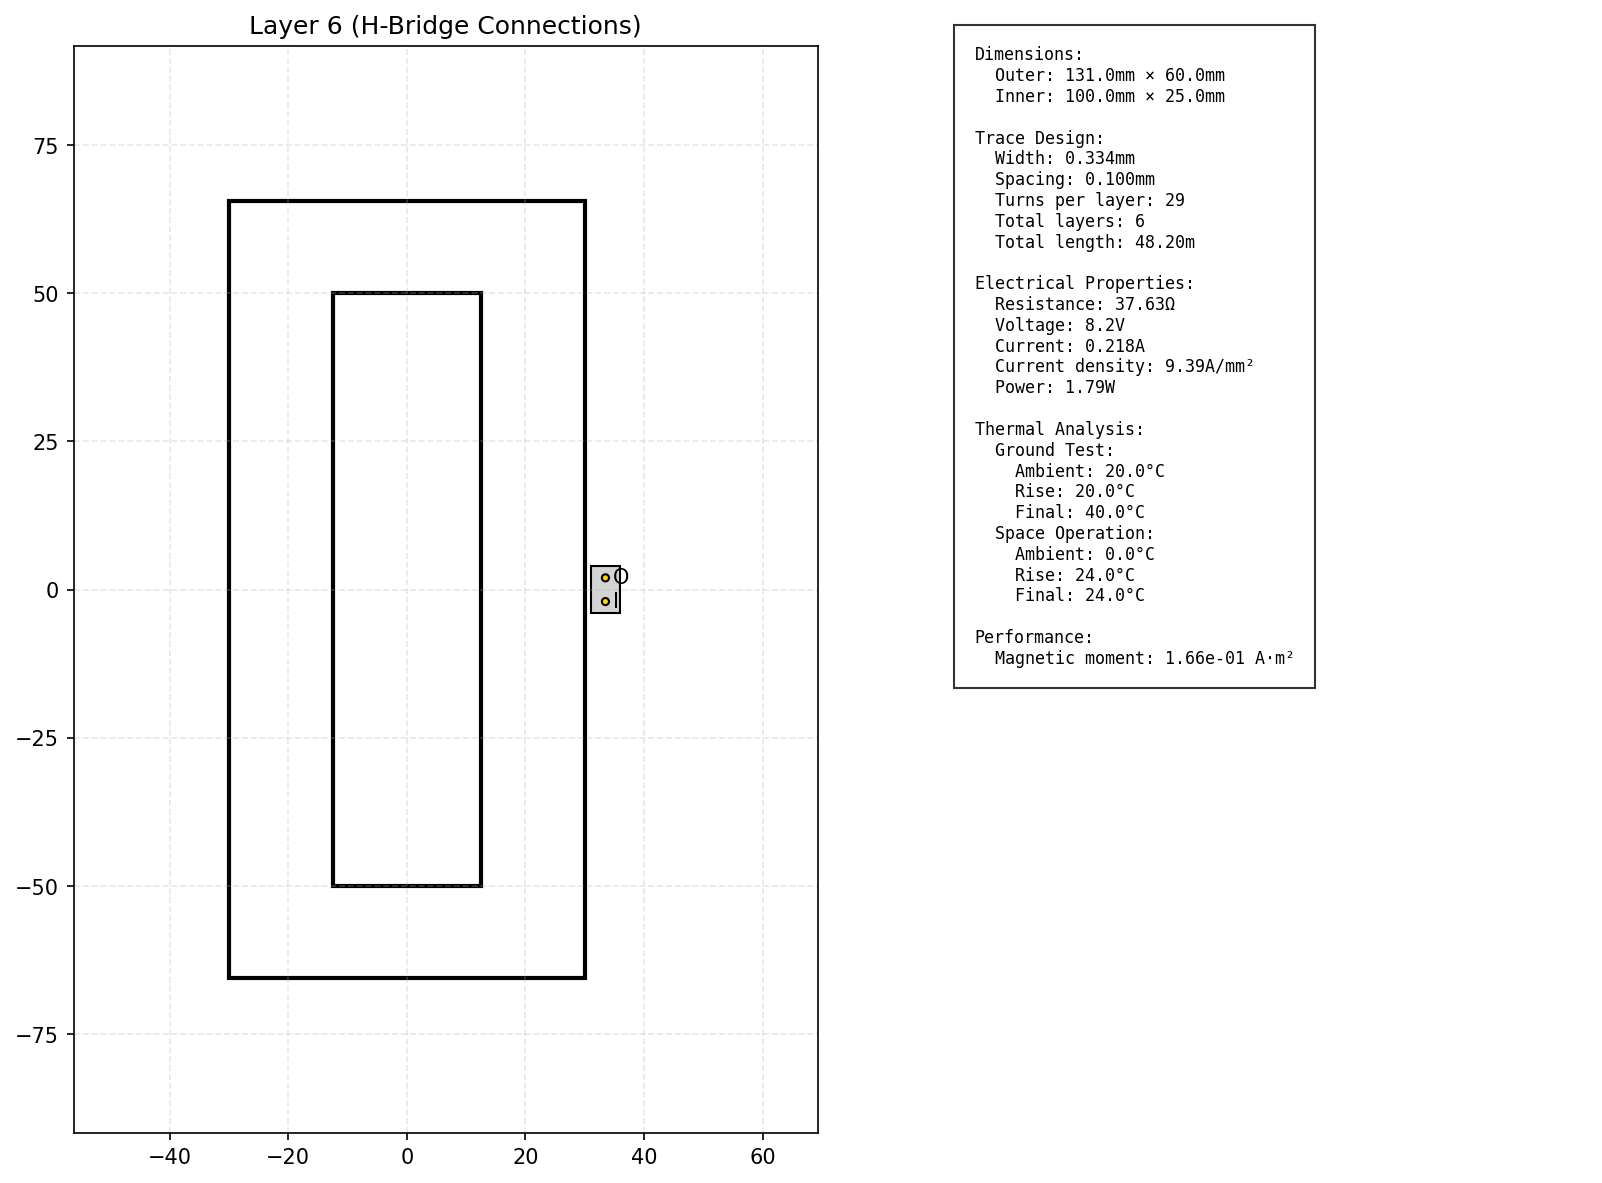 Layer 6 (H-Bridge Connections)
75
50
25
0
−25
−50
−75
−40
−20
0
20
40
60
O
I
Dimensions:
Outer: 131.0mm × 60.0mm
Inner: 100.0mm × 25.0mm
Trace Design:
Width: 0.334mm
Spacing: 0.100mm
Turns per layer: 29
Total layers: 6
Total length: 48.20m
Electrical Properties:
Resistance: 37.63Ω
Voltage: 8.2V
Current: 0.218A
Current density: 9.39A/mm²
Power: 1.79W
Thermal Analysis:
Ground Test:
Ambient: 20.0°C
Rise: 20.0°C
Final: 40.0°C
Space Operation:
Ambient: 0.0°C
Rise: 24.0°C
Final: 24.0°C
Performance:
Magnetic moment: 1.66e-01 A·m²